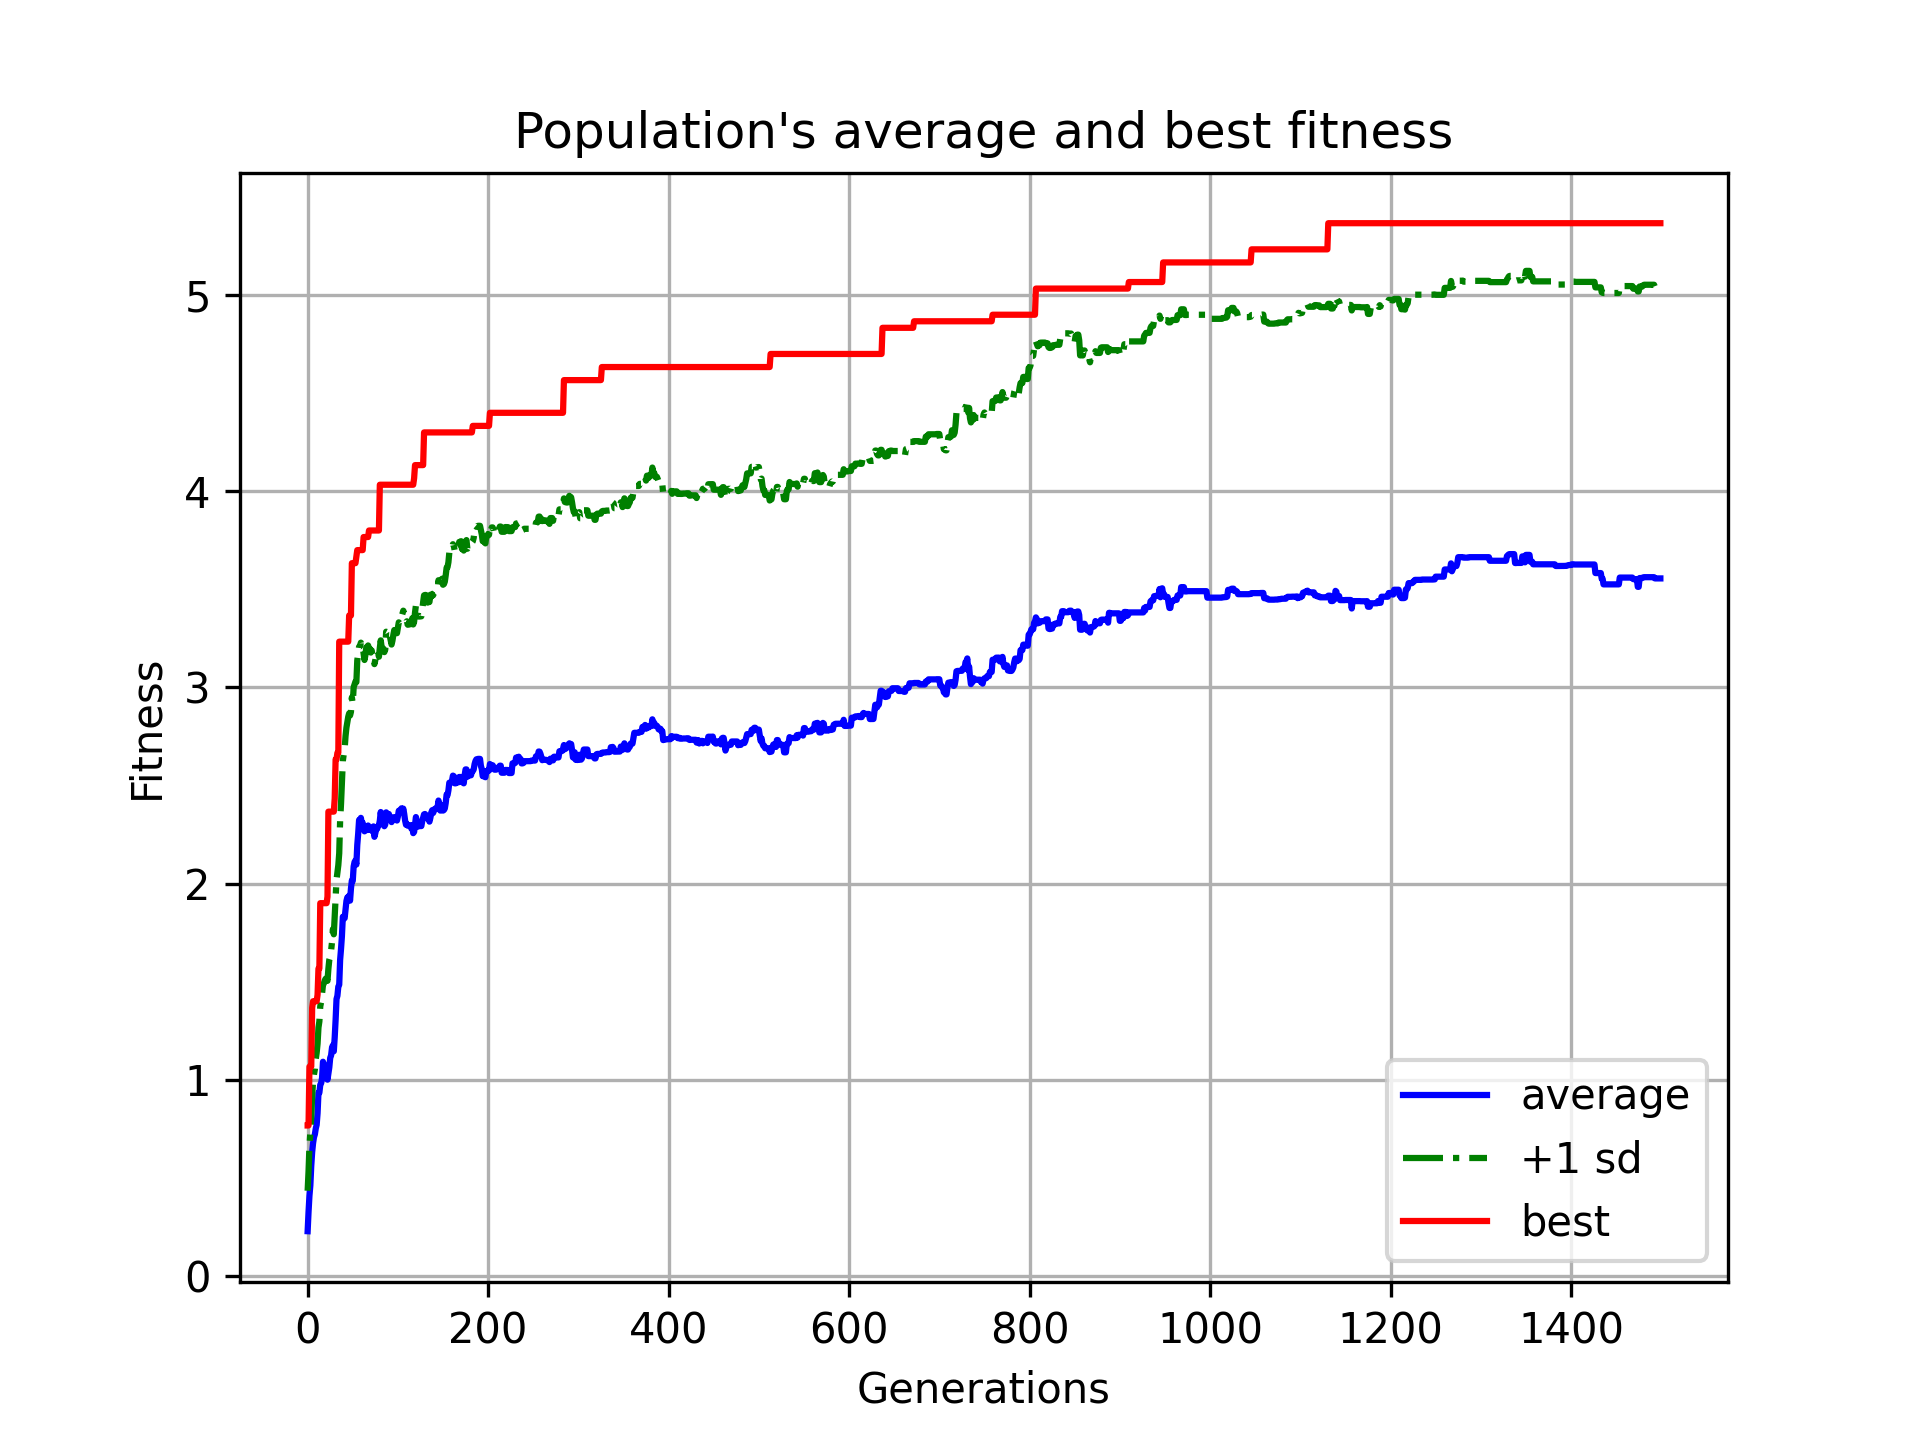 Population's average and best fitness
Fitness
5
4
3
2
1
0
0 200 400 600 800 1000 1200 1400
Generations
average
+1 sd
best